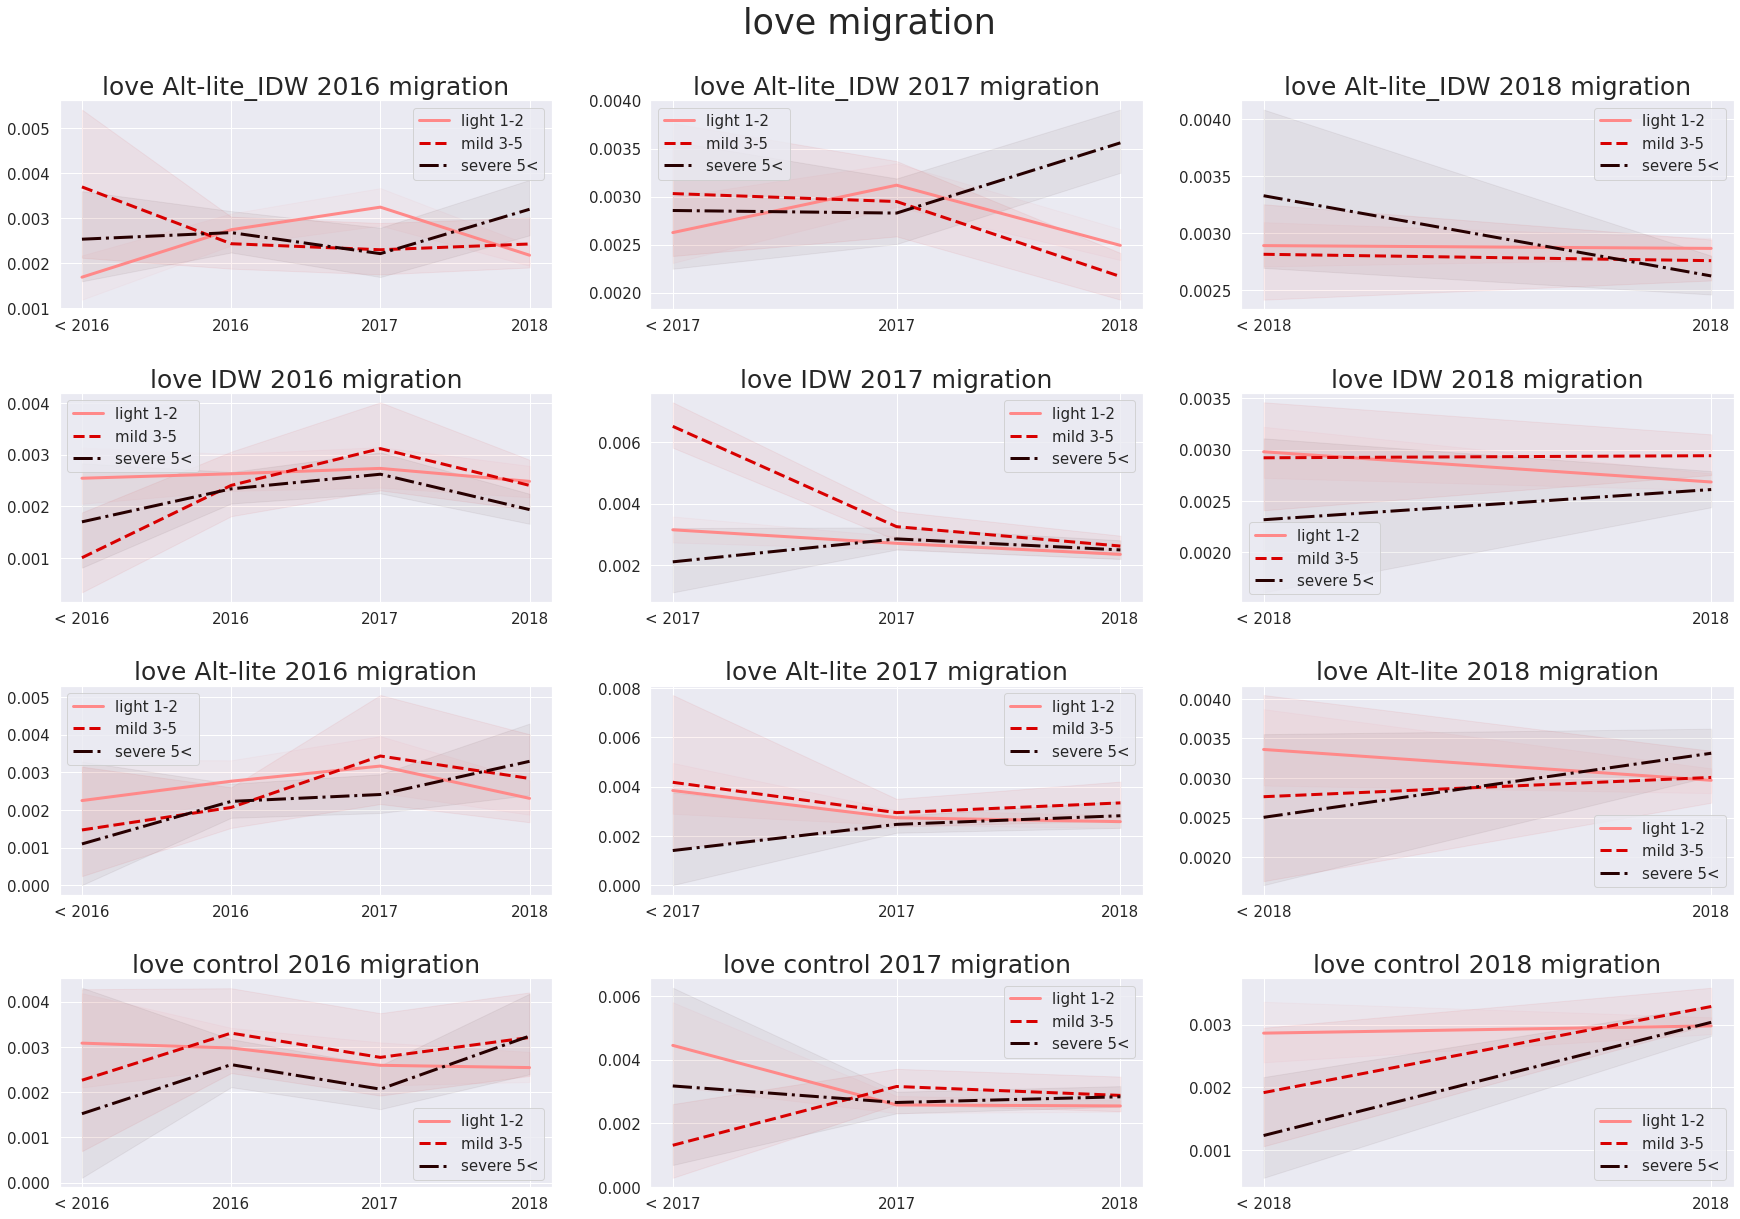 love migration
love Alt-lite_IDW 2016 migration
0.005
0.004
0.003
0.002
0.001
< 2016
2016
2017
2018
light 1-2
mild 3-5
severe 5<
love Alt-lite_IDW 2017 migration
0.0040
0.0035
0.0030
0.0025
0.0020
< 2017
2017
2018
light 1-2
mild 3-5
severe 5<
love Alt-lite_IDW 2018 migration
0.0040
0.0035
0.0030
0.0025
< 2018
2018
light 1-2
mild 3-5
severe 5<
love IDW 2016 migration
0.004
0.003
0.002
0.001
< 2016
2016
2017
2018
light 1-2
mild 3-5
severe 5<
love IDW 2017 migration
0.006
0.004
0.002
< 2017
2017
2018
light 1-2
mild 3-5
severe 5<
love IDW 2018 migration
0.0035
0.0030
0.0025
0.0020
< 2018
2018
light 1-2
mild 3-5
severe 5<
love Alt-lite 2016 migration
0.005
0.004
0.003
0.002
0.001
0.000
< 2016
2016
2017
2018
light 1-2
mild 3-5
severe 5<
love Alt-lite 2017 migration
0.008
0.006
0.004
0.002
0.000
< 2017
2017
2018
light 1-2
mild 3-5
severe 5<
love Alt-lite 2018 migration
0.0040
0.0035
0.0030
0.0025
0.0020
< 2018
2018
light 1-2
mild 3-5
severe 5<
love control 2016 migration
0.004
0.003
0.002
0.001
0.000
< 2016
2016
2017
2018
light 1-2
mild 3-5
severe 5<
love control 2017 migration
0.006
0.004
0.002
0.000
< 2017
2017
2018
light 1-2
mild 3-5
severe 5<
love control 2018 migration
0.003
0.002
0.001
< 2018
2018
light 1-2
mild 3-5
severe 5<